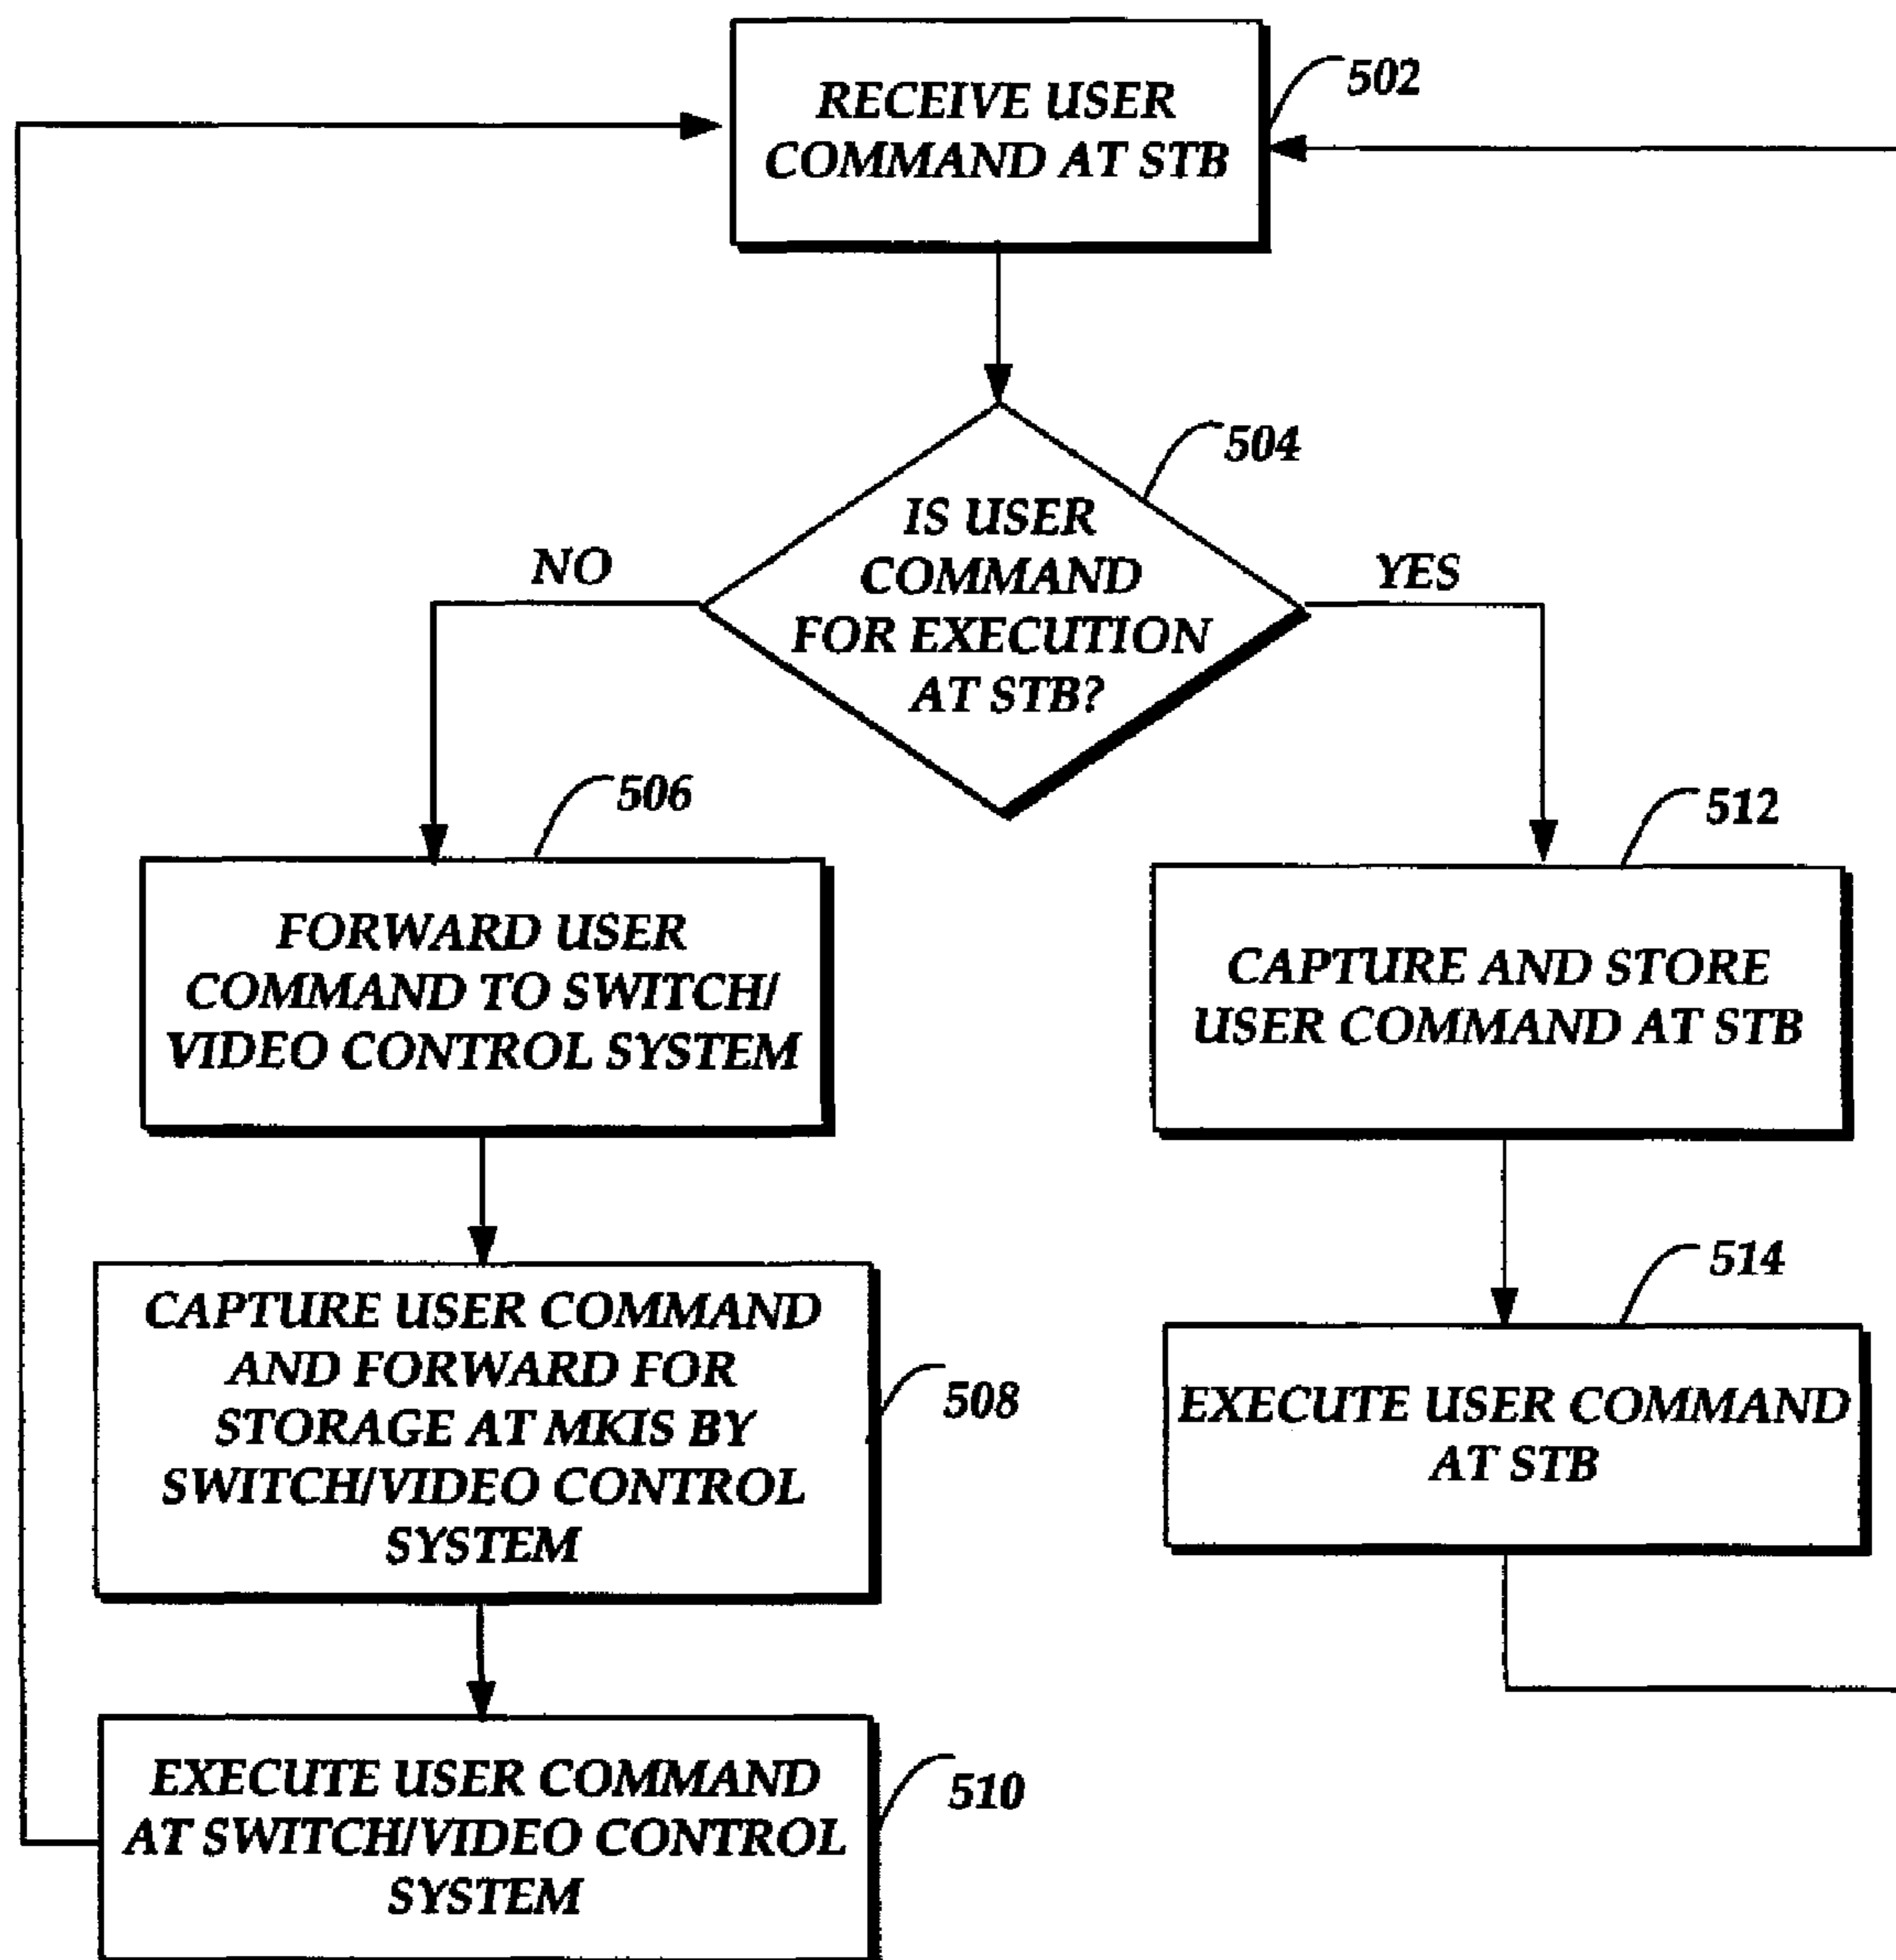 RECEIVE USER
COMMAND AT STB
502
504
IS USER
COMMAND
FOR EXECUTION
AT STB?
NO
YES
506
FORWARD USER
COMMAND TO SWITCH/
VIDEO CONTROL SYSTEM
512
CAPTURE AND STORE
USER COMMAND AT STB
508
CAPTURE USER COMMAND
AND FORWARD FOR
STORAGE AT MKIS BY
SWITCH/VIDEO CONTROL
SYSTEM
514
EXECUTE USER COMMAND
AT STB
510
EXECUTE USER COMMAND
AT SWITCH/VIDEO CONTROL
SYSTEM